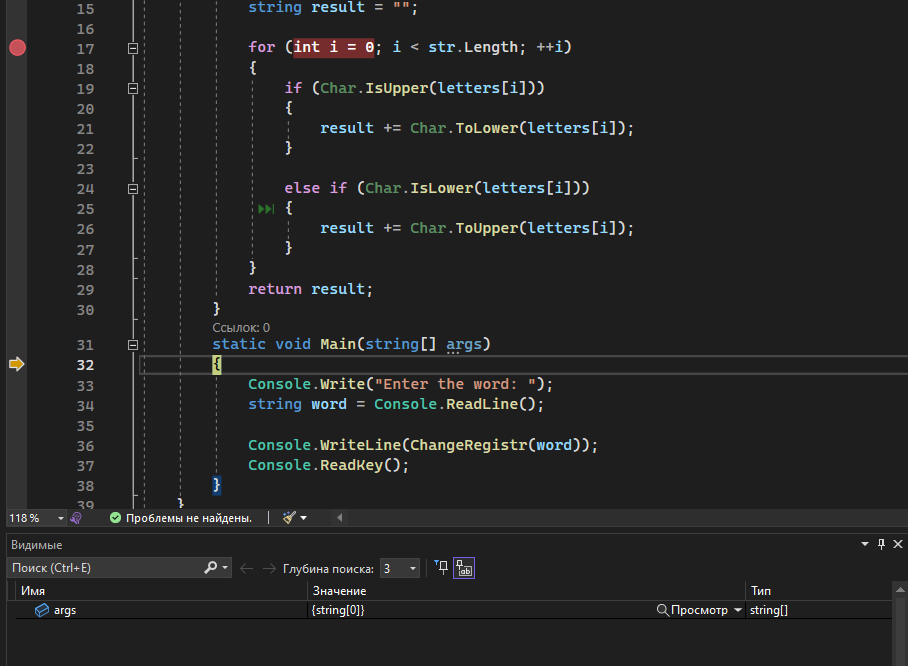 15 string result = "";
16
17 for (int i = 0; i < str.Length; ++i)
18 {
19 if (Char.IsUpper(letters[i]))
20 {
21 result += Char.ToLower(letters[i]);
22 }
23
24 else if (Char.IsLower(letters[i]))
25 {
26 result += Char.ToUpper(letters[i]);
27 }
28 }
29 return result;
30 }
Ссылок: 0
31 static void Main(string[] args)
32 {
33 Console.Write("Enter the word: ");
34 string word = Console.ReadLine();
35
36 Console.WriteLine(ChangeRegistr(word));
37 Console.ReadKey();
38 }
39 }
118 % Проблемы не найдены.
Видимые
Поиск (Ctrl+E) Глубина поиска: 3
Имя Значение Тип
args {string[0]} Просмотр string[]